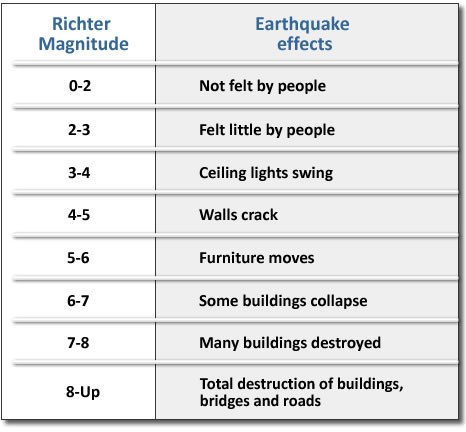 Richter
Magnitude
Earthquake
effects
0-2
Not felt by people
2-3
Felt little by people
3-4
Ceiling lights swing
4-5
Walls crack
5-6
Furniture moves
6-7
Some buildings collapse
7-8
Many buildings destroyed
8-Up
Total destruction of buildings,
bridges and roads